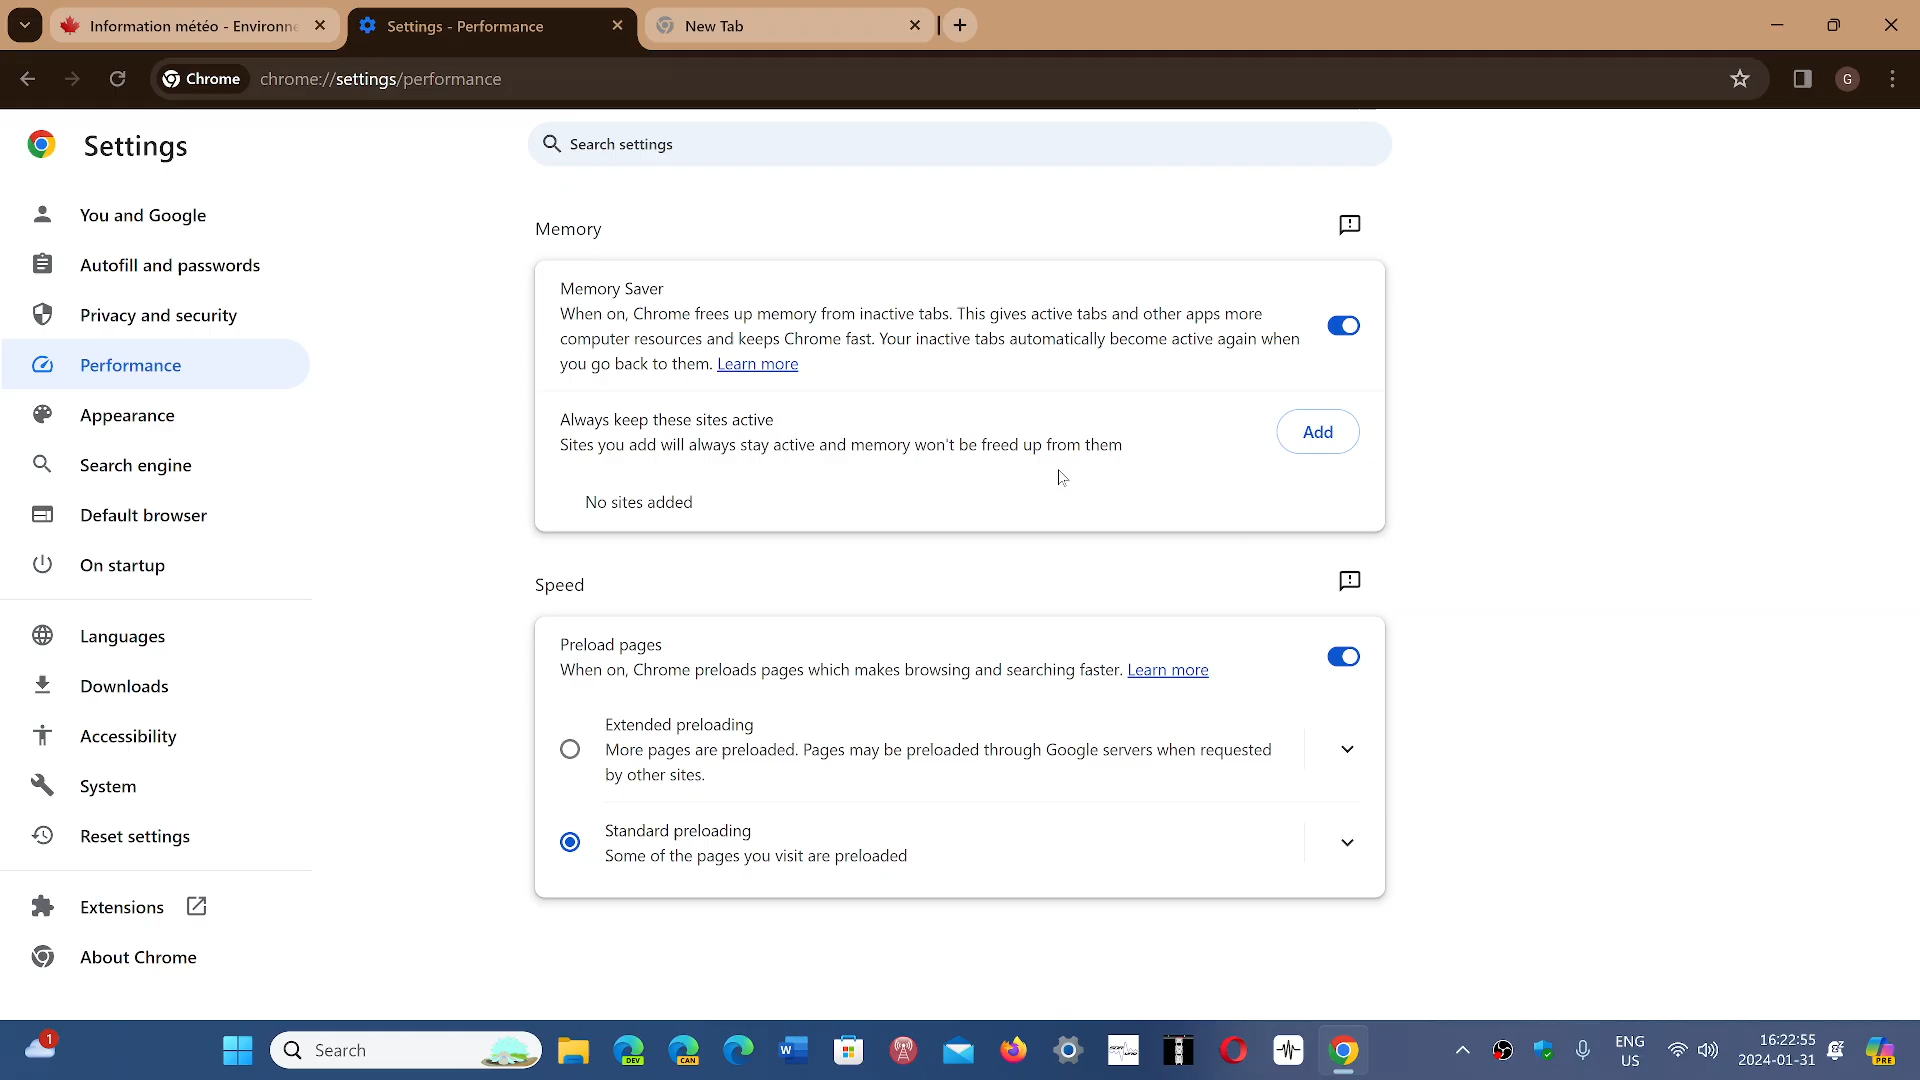 Information météo - Environne
Settings - Performance
New Tab
Chrome
chrome://settings/performance
G
Settings
Search settings
You and Google
Autofill and passwords
Privacy and security
Performance
Appearance
Search engine
Default browser
On startup
Languages
Downloads
Accessibility
System
Reset settings
Extensions
About Chrome
Memory
Memory Saver
When on, Chrome frees up memory from inactive tabs. This gives active tabs and other apps more
computer resources and keeps Chrome fast. Your inactive tabs automatically become active again when
you go back to them. Learn more
Always keep these sites active
Sites you add will always stay active and memory won't be freed up from them
Add
No sites added
Speed
Preload pages
When on, Chrome preloads pages which makes browsing and searching faster. Learn more
Extended preloading
More pages are preloaded. Pages may be preloaded through Google servers when requested
by other sites.
Standard preloading
Some of the pages you visit are preloaded
1
Search
DEV
CAN
W
ENG
US
16:22:55
2024-01-31
PRE